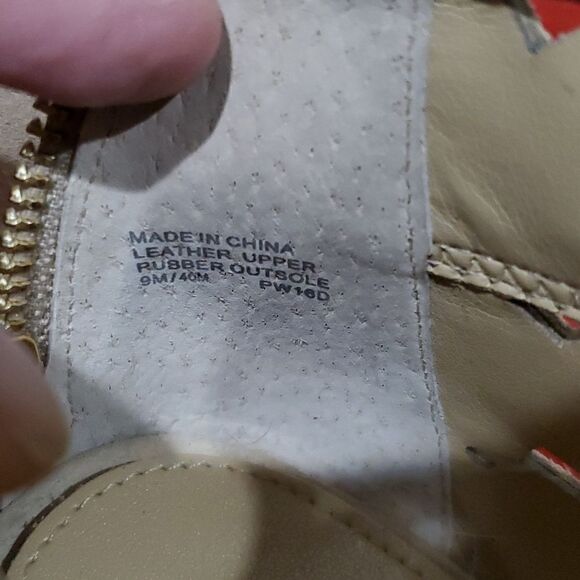 MADE IN CHINA
LEATHER UPPER
RUBBER OUTSOLE
9M/40M PW16D